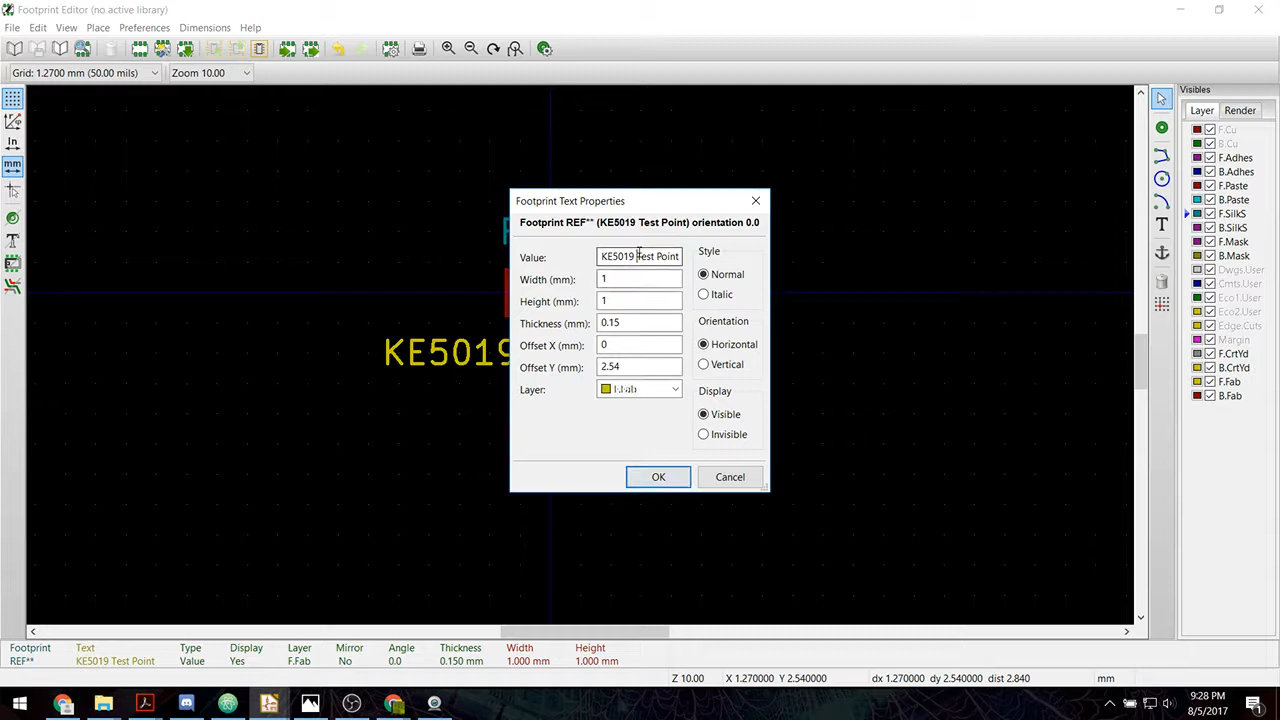 Footprint Editor (no active library)
File Edit View Place Preferences Dimensions Help
Grid: 1.2700 mm (50.00 mils) Zoom 10.00
Visibles
Layer Render
F.Cu
B.Cu
F.Adhes
B.Adhes
F.Paste
B.Paste
F.SilkS
B.SilkS
F.Mask
B.Mask
Dwgs.User
Cmts.User
Eco1.User
Eco2.User
Edge.Cuts
Margin
F.CrtYd
B.CrtYd
F.Fab
B.Fab
In
mm
Footprint Text Properties
Footprint REF** (KE5019 Test Point) orientation 0.0
Value: KE5019 Test Point
Width (mm): 1
Height (mm): 1
Thickness (mm): 0.15
Offset X (mm): 0
Offset Y (mm): 2.54
Layer: F.Fab
Style
Normal
Italic
Orientation
Horizontal
Vertical
Display
Visible
Invisible
OK Cancel
KE5019
Footprint Text Type Display Layer Mirror Angle Thickness Width Height
REF** KE5019 Test Point Value Yes F.Fab No 0.0 0.150 mm 1.000 mm 1.000 mm
Z 10.00 X 1.270000 Y 2.540000 dx 1.270000 dy 2.540000 dist 2.840 mm
9:28 PM
8/5/2017